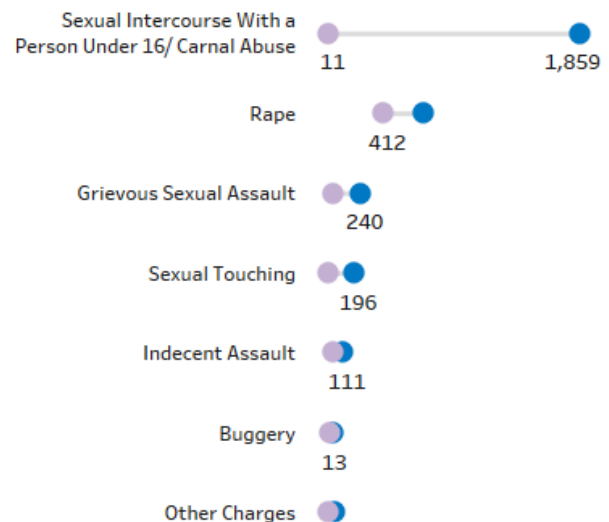 Sexual Intercourse With a
Person Under 16/ Carnal Abuse
11 1,859
Rape
412
Grievous Sexual Assault
240
Sexual Touching
196
Indecent Assault
111
Buggery
13
Other Charges